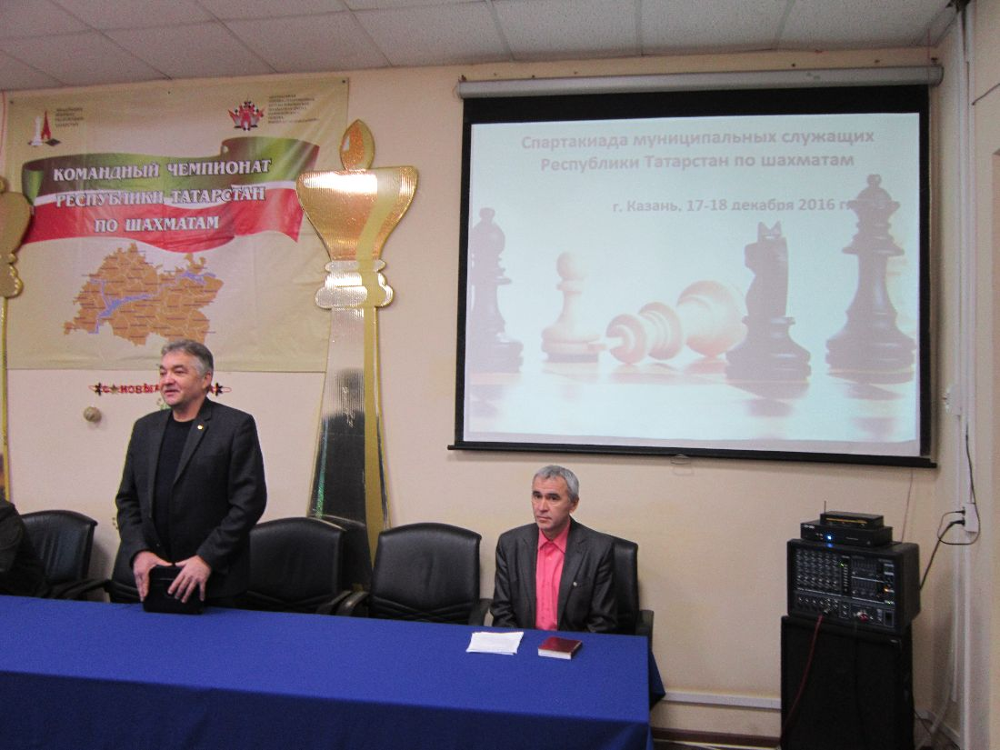 КОМАНДНЫЙ ЧЕМПИОНАТ
РЕСПУБЛИКИ ТАТАРСТАН
ПО ШАХМАТАМ
Спартакиада муниципальных служащих
Республики Татарстан по шахматам
г. Казань, 17-18 декабря 2016 г